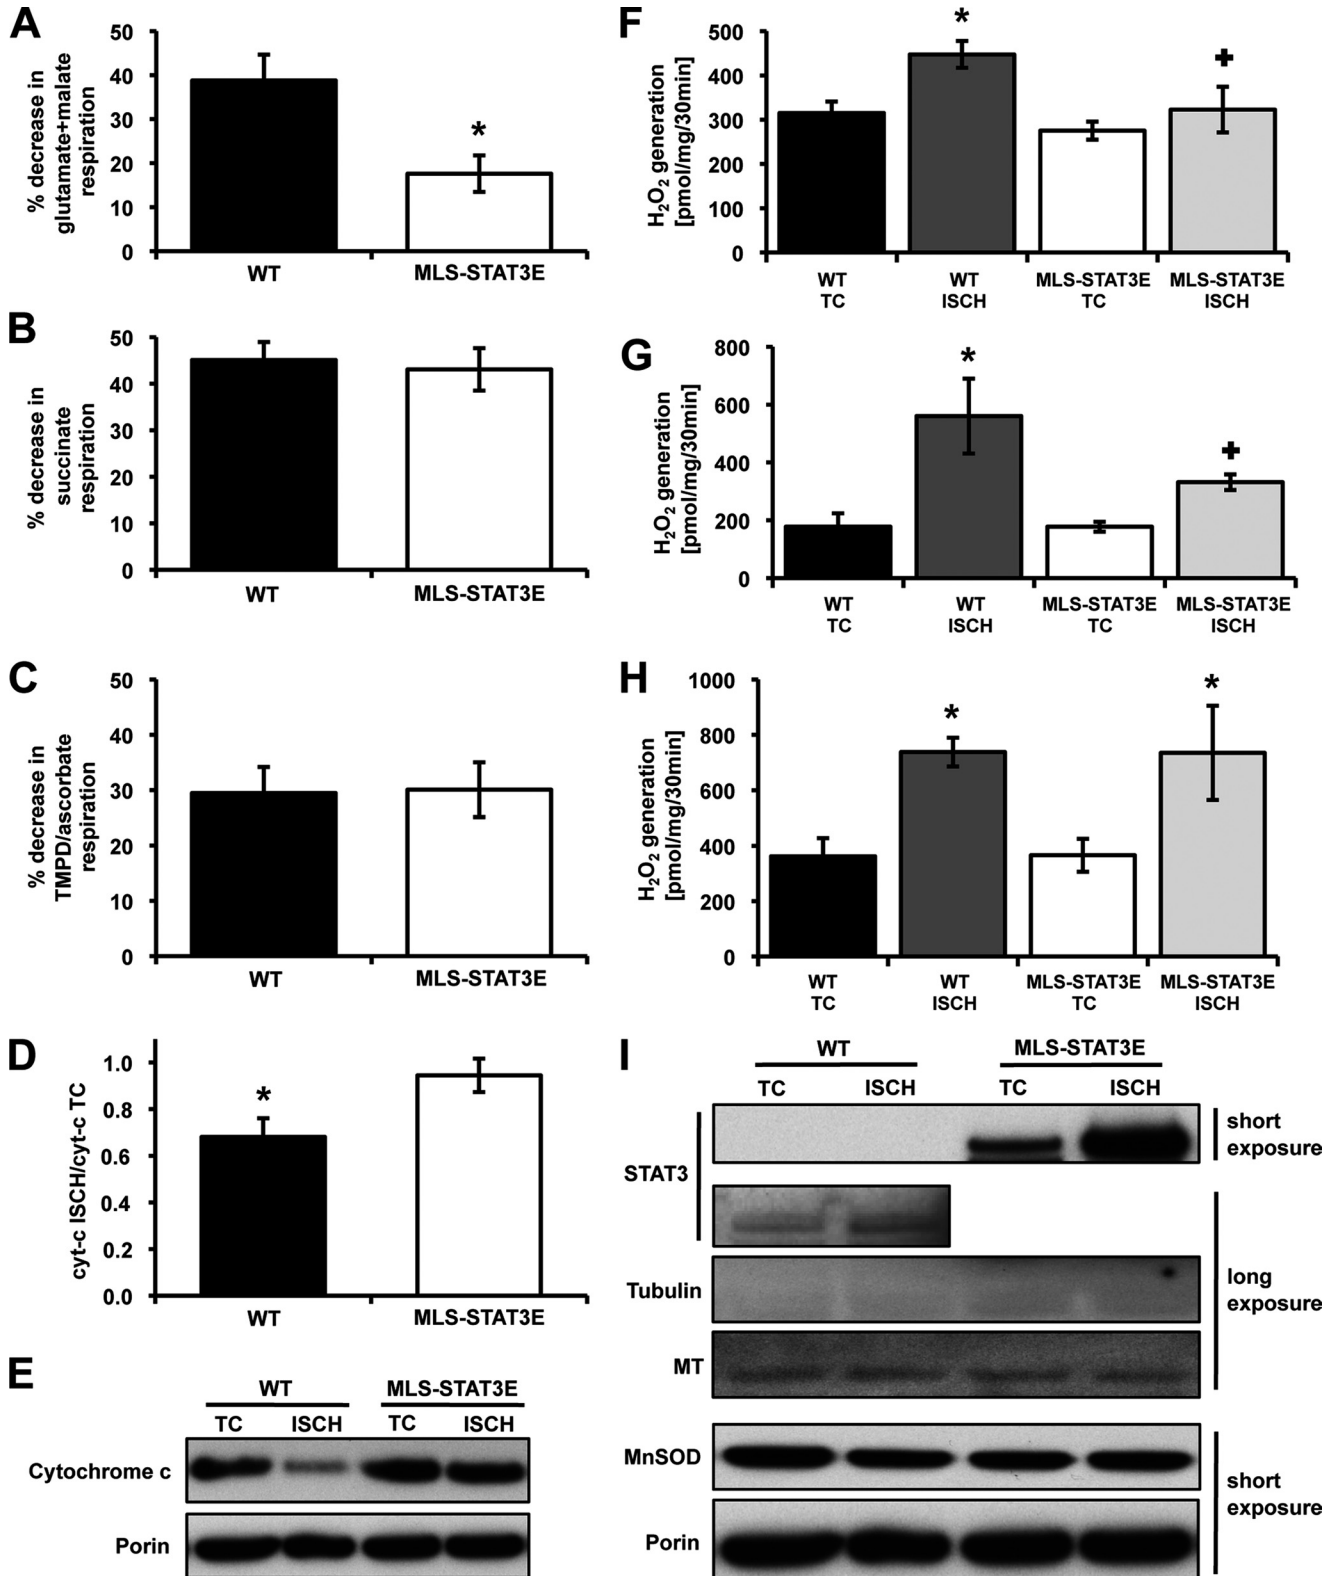 A
% decrease in
glutamate+malate
respiration
50
40
30
20
10
0
*
WT
MLS-STAT3E
B
% decrease in
succinate
respiration
50
40
30
20
10
0
WT
MLS-STAT3E
C
% decrease in
TMPD/ascorbate
respiration
50
40
30
20
10
0
WT
MLS-STAT3E
D
cyt-c ISCH/cyt-c TC
1.0
0.8
0.6
0.4
0.2
0.0
*
WT
MLS-STAT3E
E
WT
MLS-STAT3E
TC ISCH TC ISCH
Cytochrome c
Porin
F
H₂O₂ generation
[pmol/mg/30min]
500
400
300
200
100
0
*
+
WT
TC
WT
ISCH
MLS-STAT3E
TC
MLS-STAT3E
ISCH
G
H₂O₂ generation
[pmol/mg/30min]
800
600
400
200
0
*
+
WT
TC
WT
ISCH
MLS-STAT3E
TC
MLS-STAT3E
ISCH
H
H₂O₂ generation
[pmol/mg/30min]
1000
800
600
400
200
0
*
*
WT
TC
WT
ISCH
MLS-STAT3E
TC
MLS-STAT3E
ISCH
I
WT
MLS-STAT3E
TC ISCH TC ISCH
STAT3
short
exposure
Tubulin
MT
long
exposure
MnSOD
Porin
short
exposure